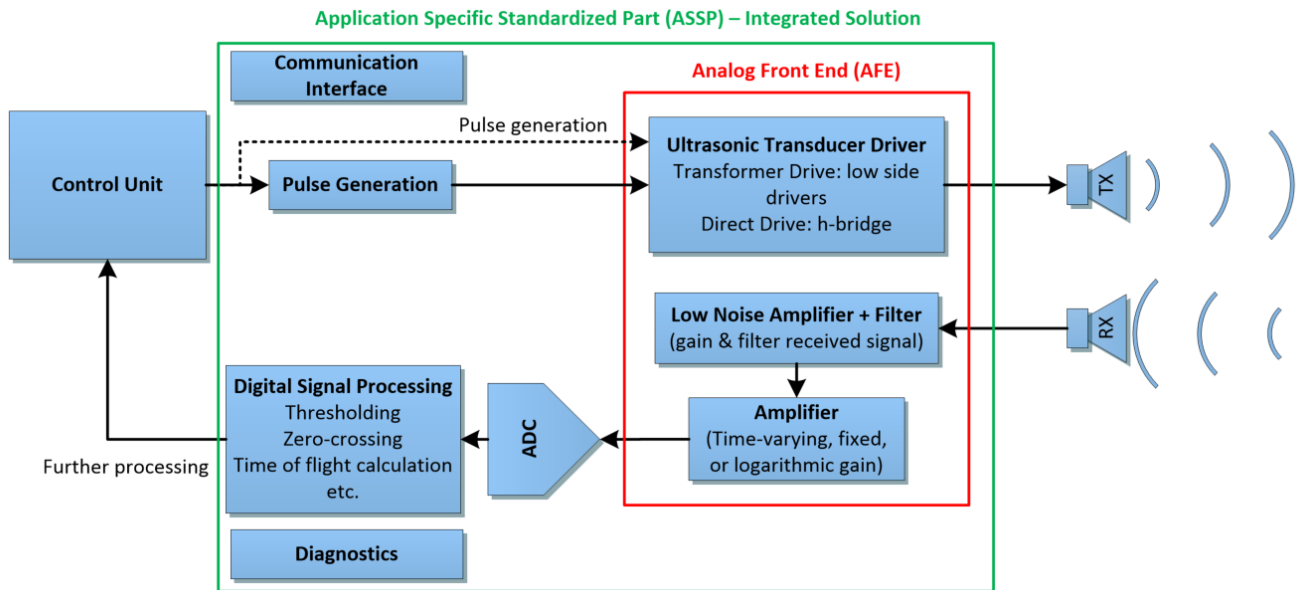 Application Specific Standardized Part (ASSP) – Integrated Solution
Communication
Interface
Analog Front End (AFE)
Pulse generation
Control Unit
Pulse Generation
Ultrasonic Transducer Driver
Transformer Drive: low side
drivers
Direct Drive: h-bridge
TX
Low Noise Amplifier + Filter
(gain & filter received signal)
RX
Digital Signal Processing
Thresholding
Zero-crossing
Time of flight calculation
etc.
ADC
Amplifier
(Time-varying, fixed,
or logarithmic gain)
Further processing
Diagnostics